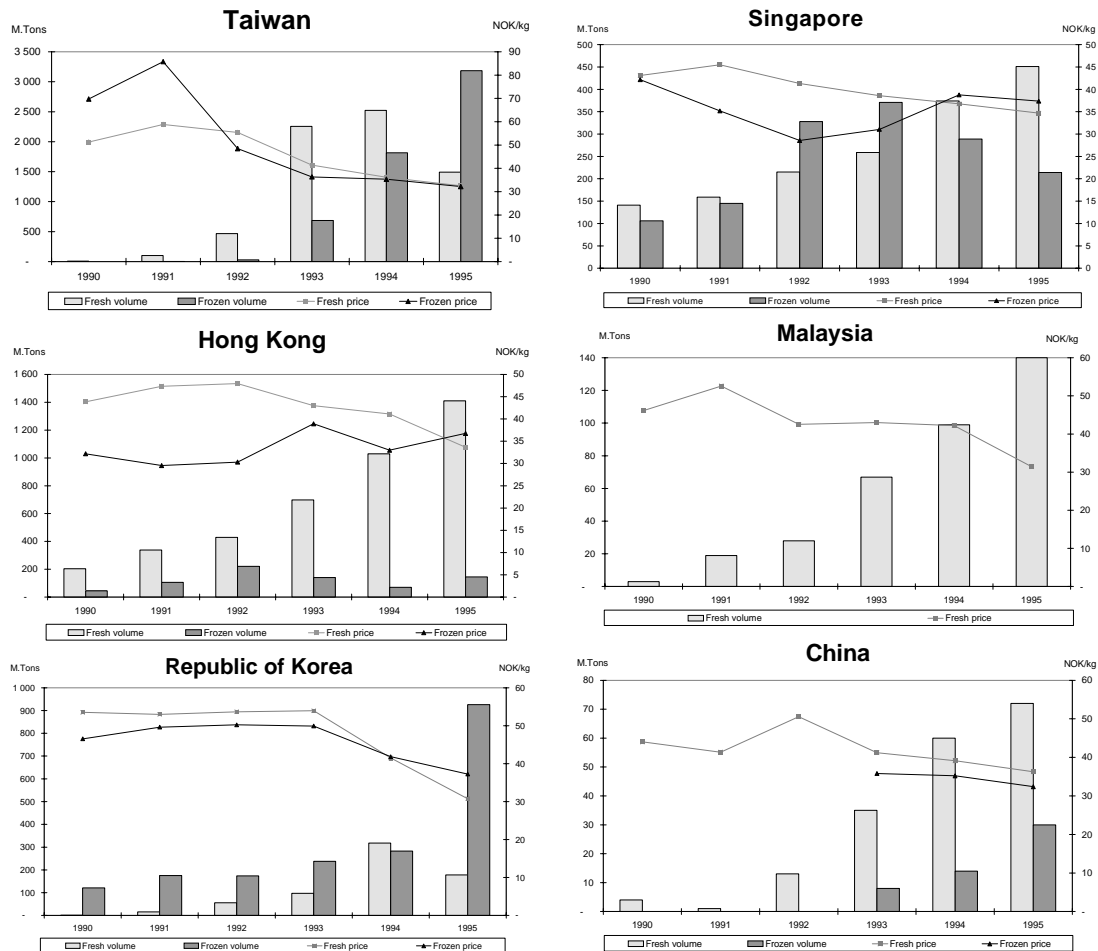 Taiwan
M.Tons NOK/kg
3 500 90
3 000 80
2 500 70
2 000 60
1 500 50
1 000 40
500 30
- 20
10
-
1990 1991 1992 1993 1994 1995
Fresh volume Frozen volume Fresh price Frozen price
Singapore
M.Tons NOK/kg
500 50
450 45
400 40
350 35
300 30
250 25
200 20
150 15
100 10
50 5
0 0
1990 1991 1992 1993 1994 1995
Fresh volume Frozen volume Fresh price Frozen price
Hong Kong
M.Tons NOK/kg
1 600 50
1 400 45
1 200 40
1 000 35
800 30
600 25
400 20
200 15
- 10
5
-
1990 1991 1992 1993 1994 1995
Fresh volume Frozen volume Fresh price Frozen price
Malaysia
M.Tons NOK/kg
140 60
120 50
100 40
80 30
60 20
40 10
20 -
-
1990 1991 1992 1993 1994 1995
Fresh volume Fresh price
Republic of Korea
M.Tons NOK/kg
1 000 60
900 50
800 40
700 30
600 20
500 10
400 -
300
200
100
-
1990 1991 1992 1993 1994 1995
Fresh volume Frozen volume Fresh price Frozen price
China
M.Tons NOK/kg
80 60
70 50
60 40
50 30
40 20
30 10
20 -
10
-
1990 1991 1992 1993 1994 1995
Fresh volume Frozen volume Fresh price Frozen price